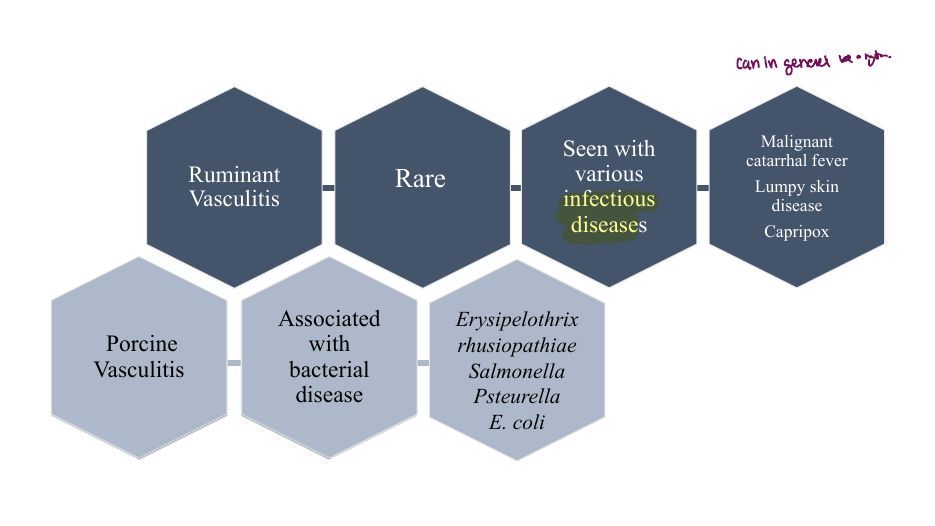 can in general be
Ruminant
Vasculitis
Rare
Seen with
various
infectious
diseases
Malignant
catarrhal fever
Lumpy skin
disease
Capripox
Porcine
Vasculitis
Associated
with
bacterial
disease
Erysipelothrix
rhusiopathiae
Salmonella
Psteurella
E. coli